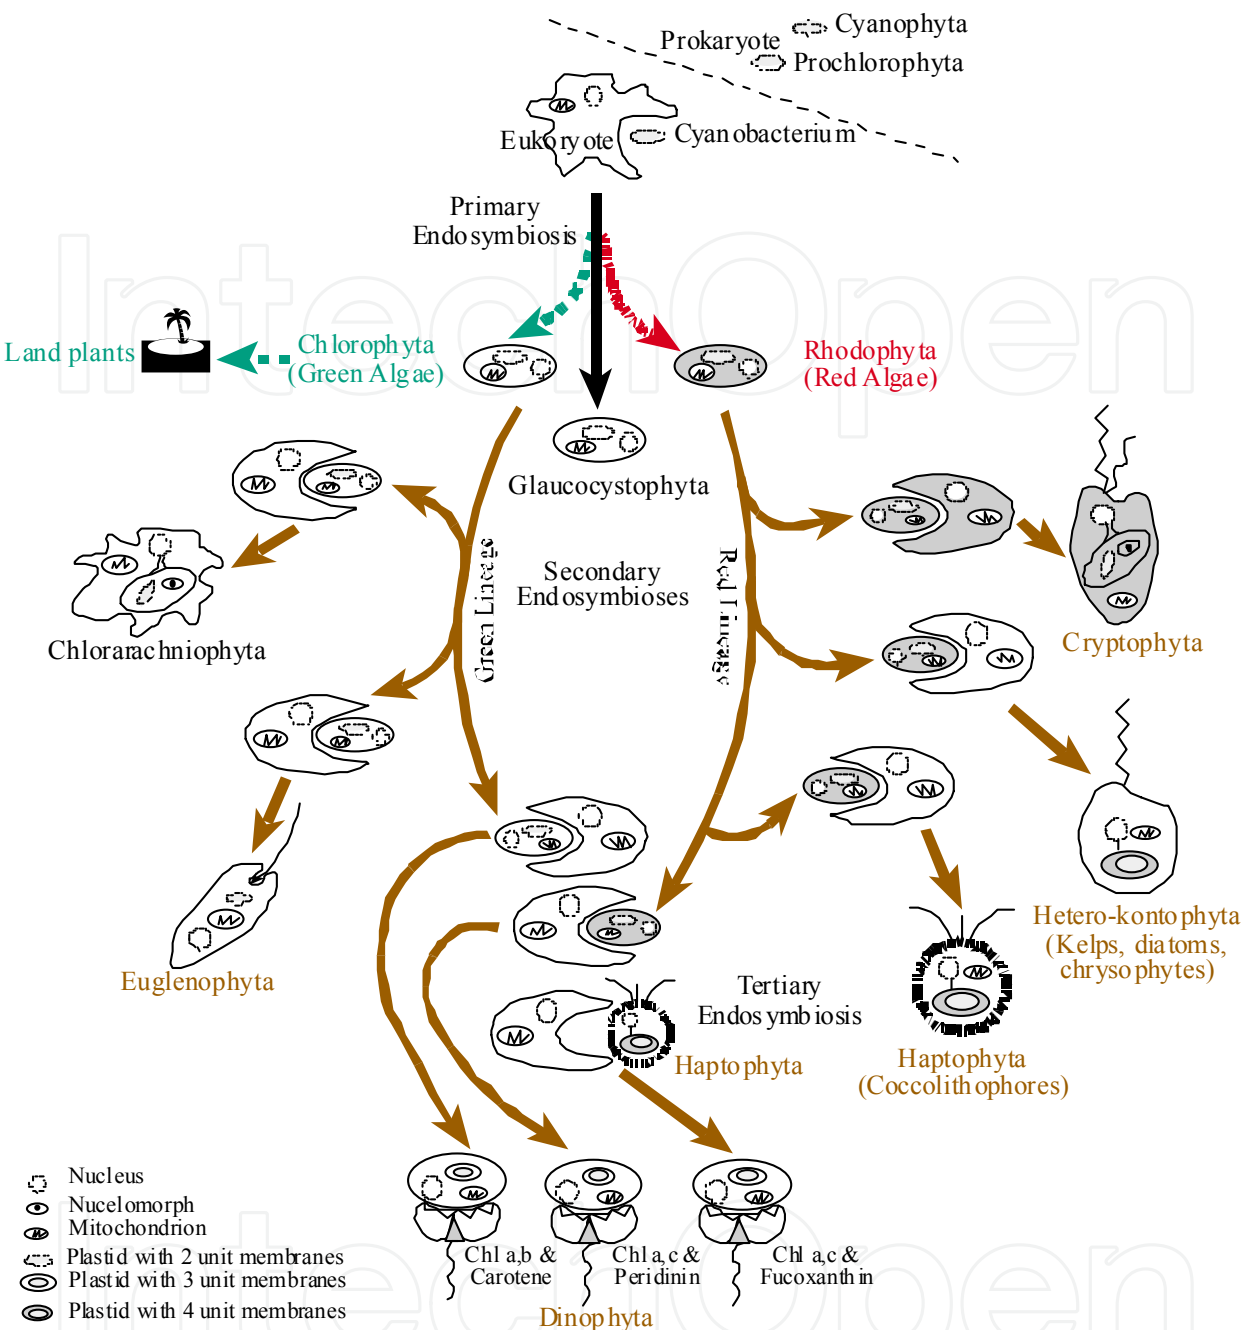 Cyanophyta
Prokaryote
Prochlorophyta
Eukoryote
Cyanobacterium
Primary
Endosymbiosis
Land plants
Chlorophyta
(Green Algae)
Rhodophyta
(Red Algae)
Glaucocystophyta
Green Lineage
Secondary
Endosymbioses
Red Lineage
Chlorarachniophyta
Cryptophyta
Euglenophyta
Hetero-kontophyta
(Kelps, diatoms,
chrysophytes)
Tertiary
Endosymbiosis
Haptophyta
Haptophyta
(Coccolithophores)
Nucleus
Nucelomorph
Mitochondrion
Plastid with 2 unit membranes
Plastid with 3 unit membranes
Plastid with 4 unit membranes
Chl a,b &
Carotene
Chl a,c &
Peridinin
Chl a,c &
Fucoxanthin
Dinophyta
IntechOpen
IntechOpen